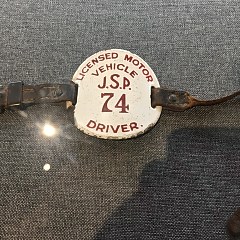 LICENSED MOTOR
VEHICLE
J.S.P.
74
DRIVER.